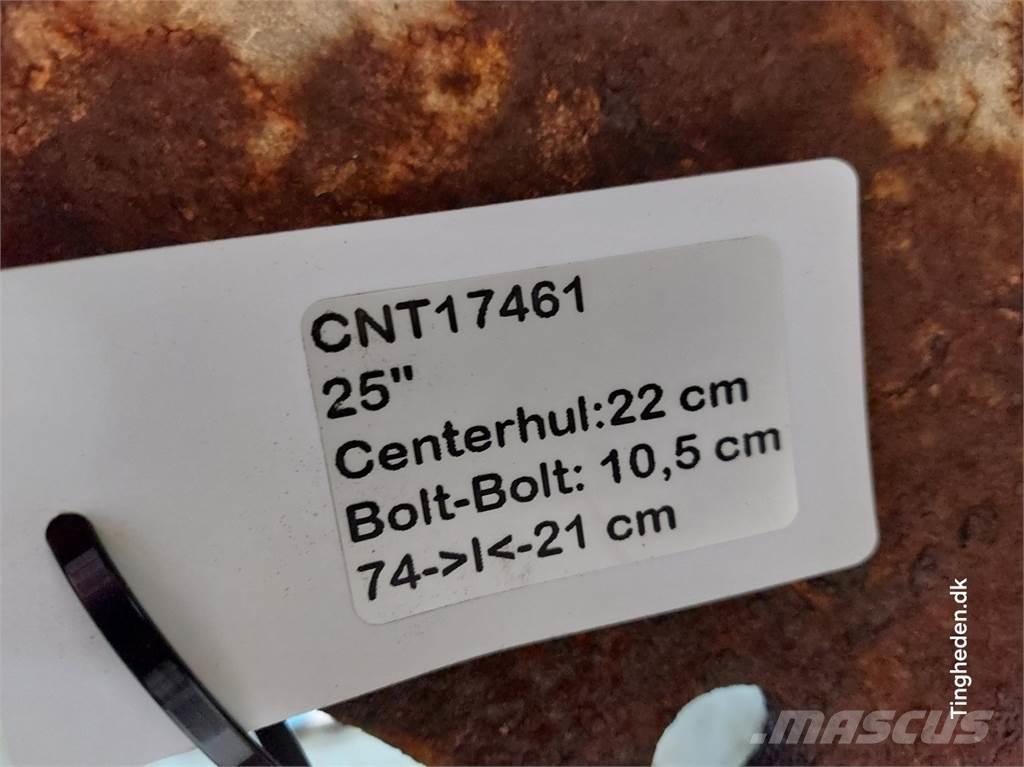 CNT17461
25"
Centerhul:22 cm
Bolt-Bolt: 10,5 cm
74->I<-21 cm
Tingheden.dk
.MASCUS